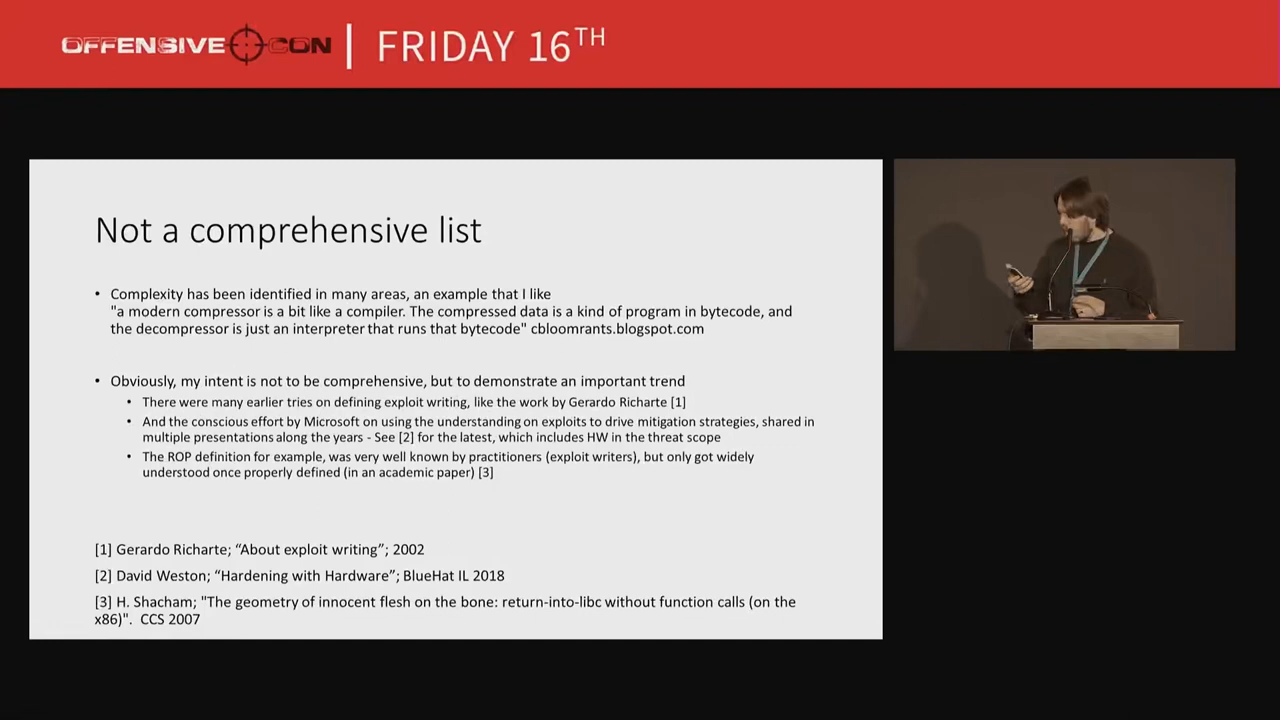 OFFENSIVE CON | FRIDAY 16TH
Not a comprehensive list
• Complexity has been identified in many areas, an example that I like
"a modern compressor is a bit like a compiler. The compressed data is a kind of program in bytecode, and
the decompressor is just an interpreter that runs that bytecode" cbloomrants.blogspot.com
• Obviously, my intent is not to be comprehensive, but to demonstrate an important trend
• There were many earlier tries on defining exploit writing, like the work by Gerardo Richarte [1]
• And the conscious effort by Microsoft on using the understanding on exploits to drive mitigation strategies, shared in
multiple presentations along the years - See [2] for the latest, which includes HW in the threat scope
• The ROP definition for example, was very well known by practitioners (exploit writers), but only got widely
understood once properly defined (in an academic paper) [3]
[1] Gerardo Richarte; “About exploit writing”; 2002
[2] David Weston; “Hardening with Hardware”; BlueHat IL 2018
[3] H. Shacham; "The geometry of innocent flesh on the bone: return-into-libc without function calls (on the
x86)". CCS 2007